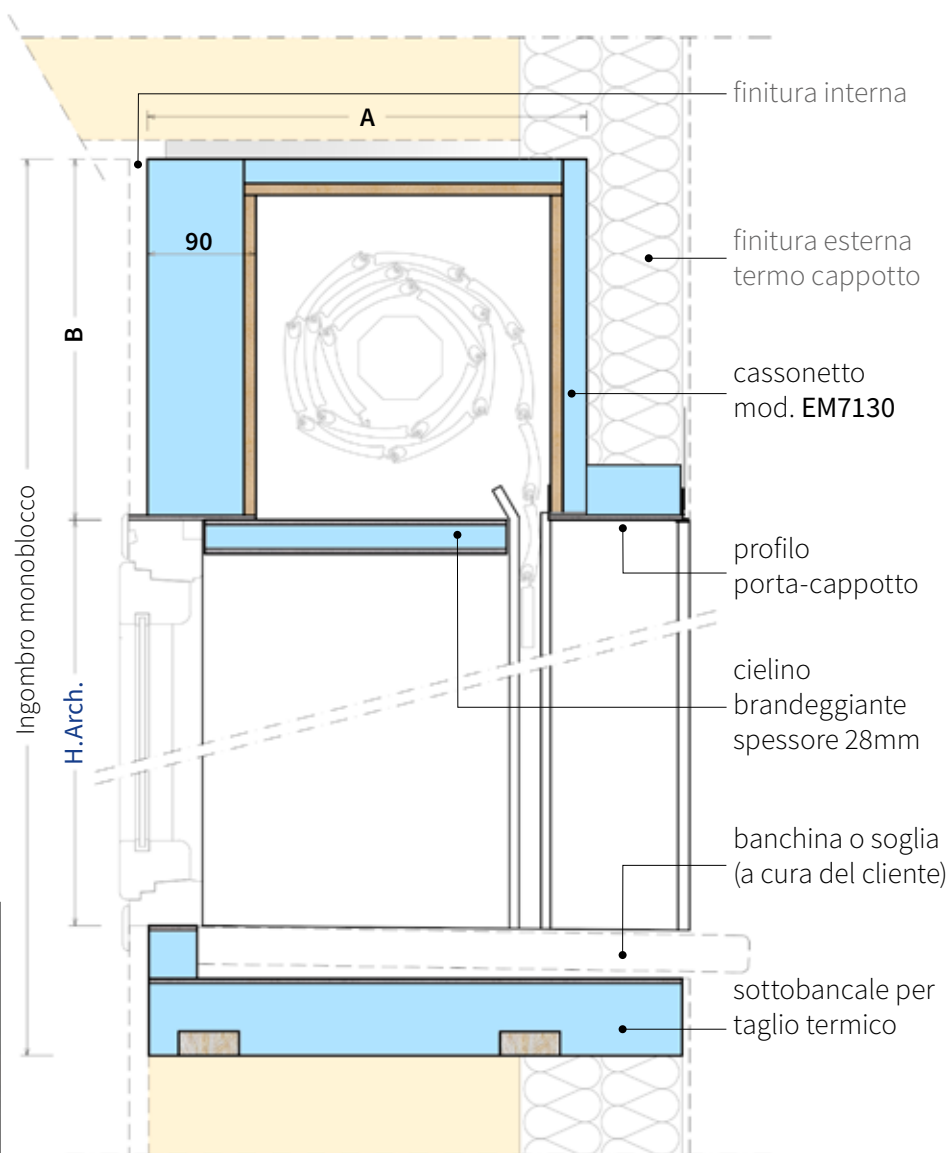 finitura interna
A
90
finitura esterna
termo cappotto
B
cassonetto
mod. EM7130
Ingombro monoblocco
profilo
porta-cappotto
H.Arch.
cielino
brandeggiante
spessore 28mm
banchina o soglia
(a cura del cliente)
sottobancale per
taglio termico